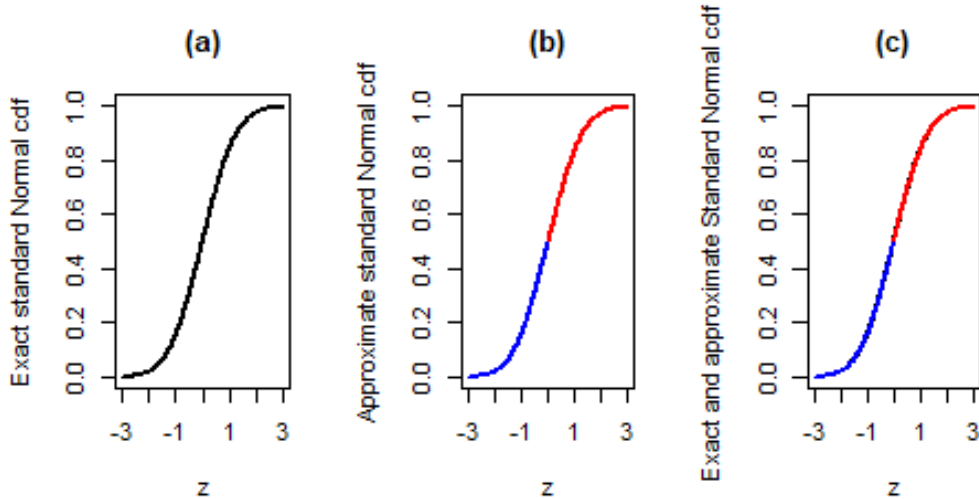 (a)
Exact standard Normal cdf
0.0 0.2 0.4 0.6 0.8 1.0
-3 -1 1 3
z
(b)
Approximate standard Normal cdf
0.0 0.2 0.4 0.6 0.8 1.0
-3 -1 1 3
z
(c)
Exact and approximate Standard Normal cdf
0.0 0.2 0.4 0.6 0.8 1.0
-3 -1 1 3
z